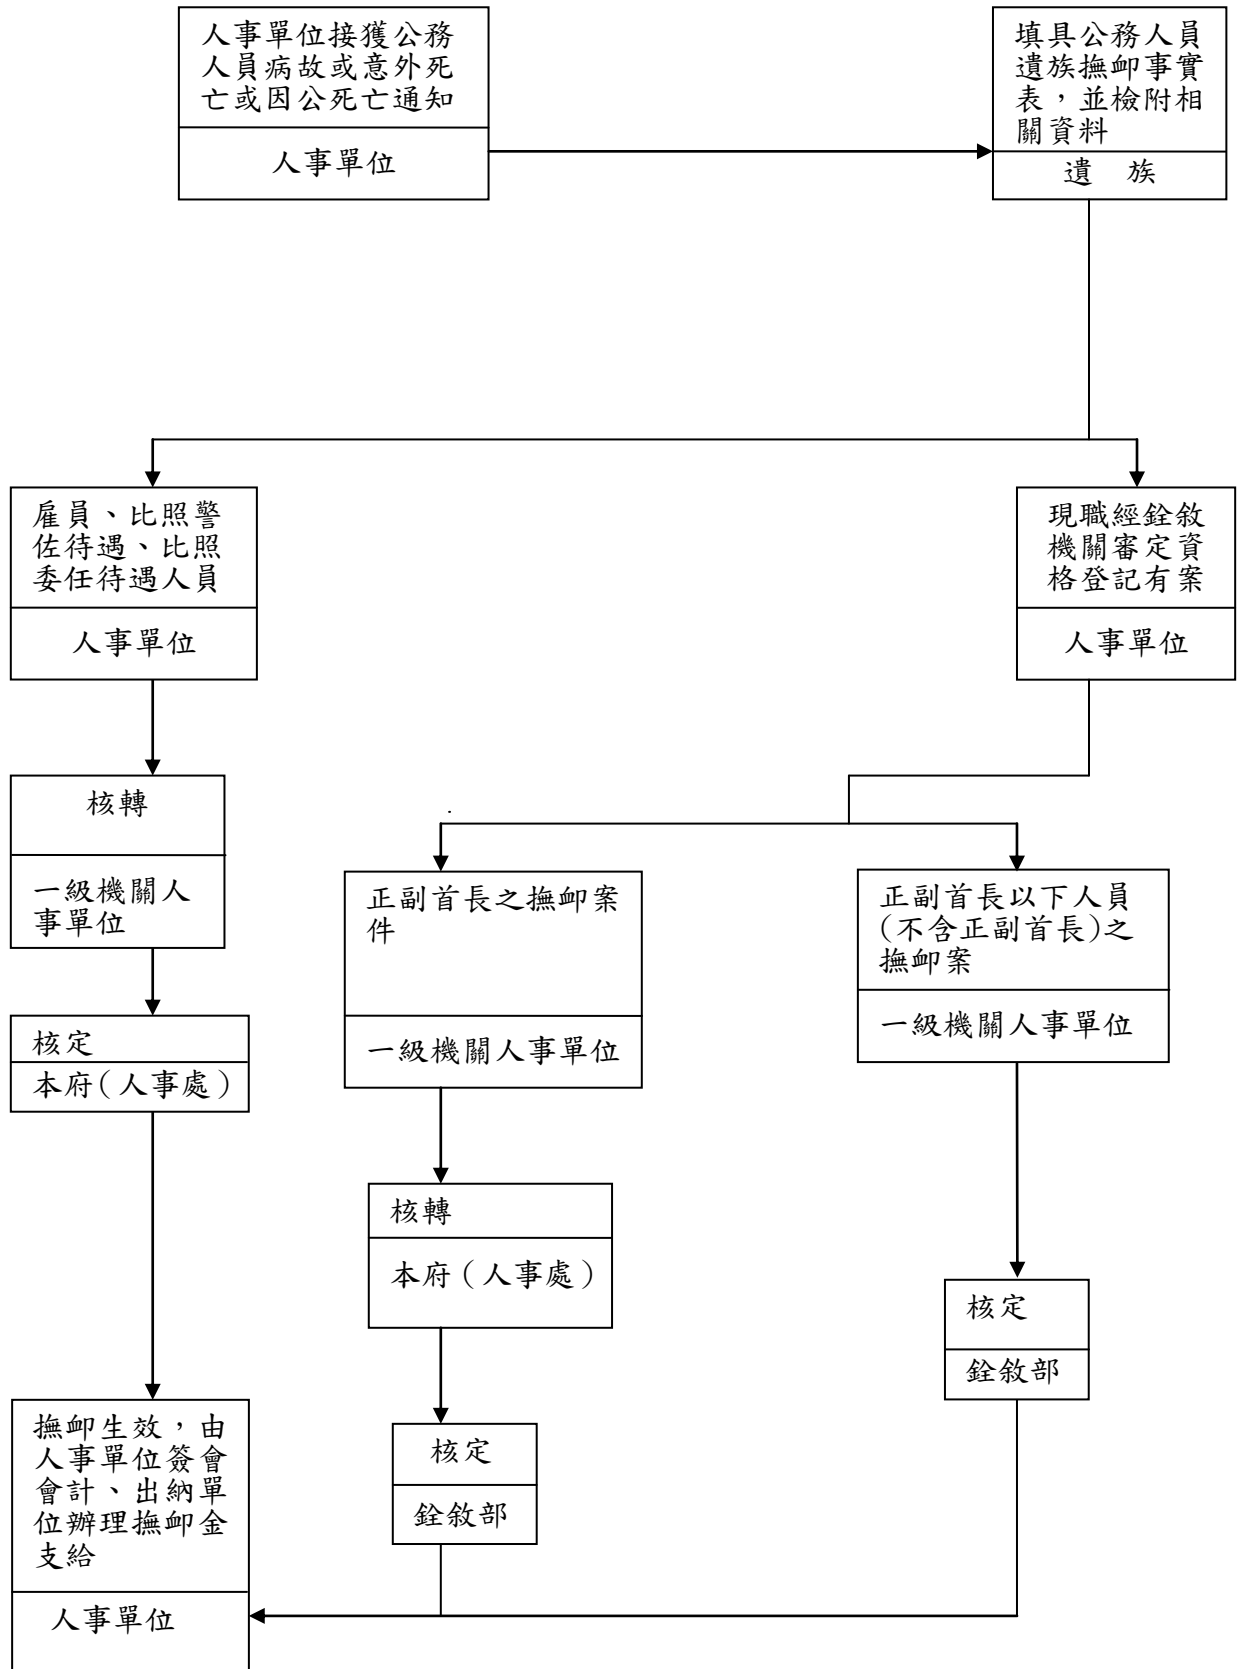 人事單位接獲公務
人員病故或意外死
亡或因公死亡通知
人事單位
填具公務人員
遺族撫卹事實
表，並檢附相
關資料
遺　族
雇員、比照警
佐待遇、比照
委任待遇人員
人事單位
現職經銓敘
機關審定資
格登記有案
人事單位
核轉
一級機關人
事單位
正副首長之撫卹案
件
一級機關人事單位
正副首長以下人員
(不含正副首長)之
撫卹案
一級機關人事單位
核定
本府(人事處)
核轉
本府(人事處)
核定
銓敘部
核定
銓敘部
撫卹生效，由
人事單位簽會
會計、出納單
位辦理撫卹金
支給
人事單位